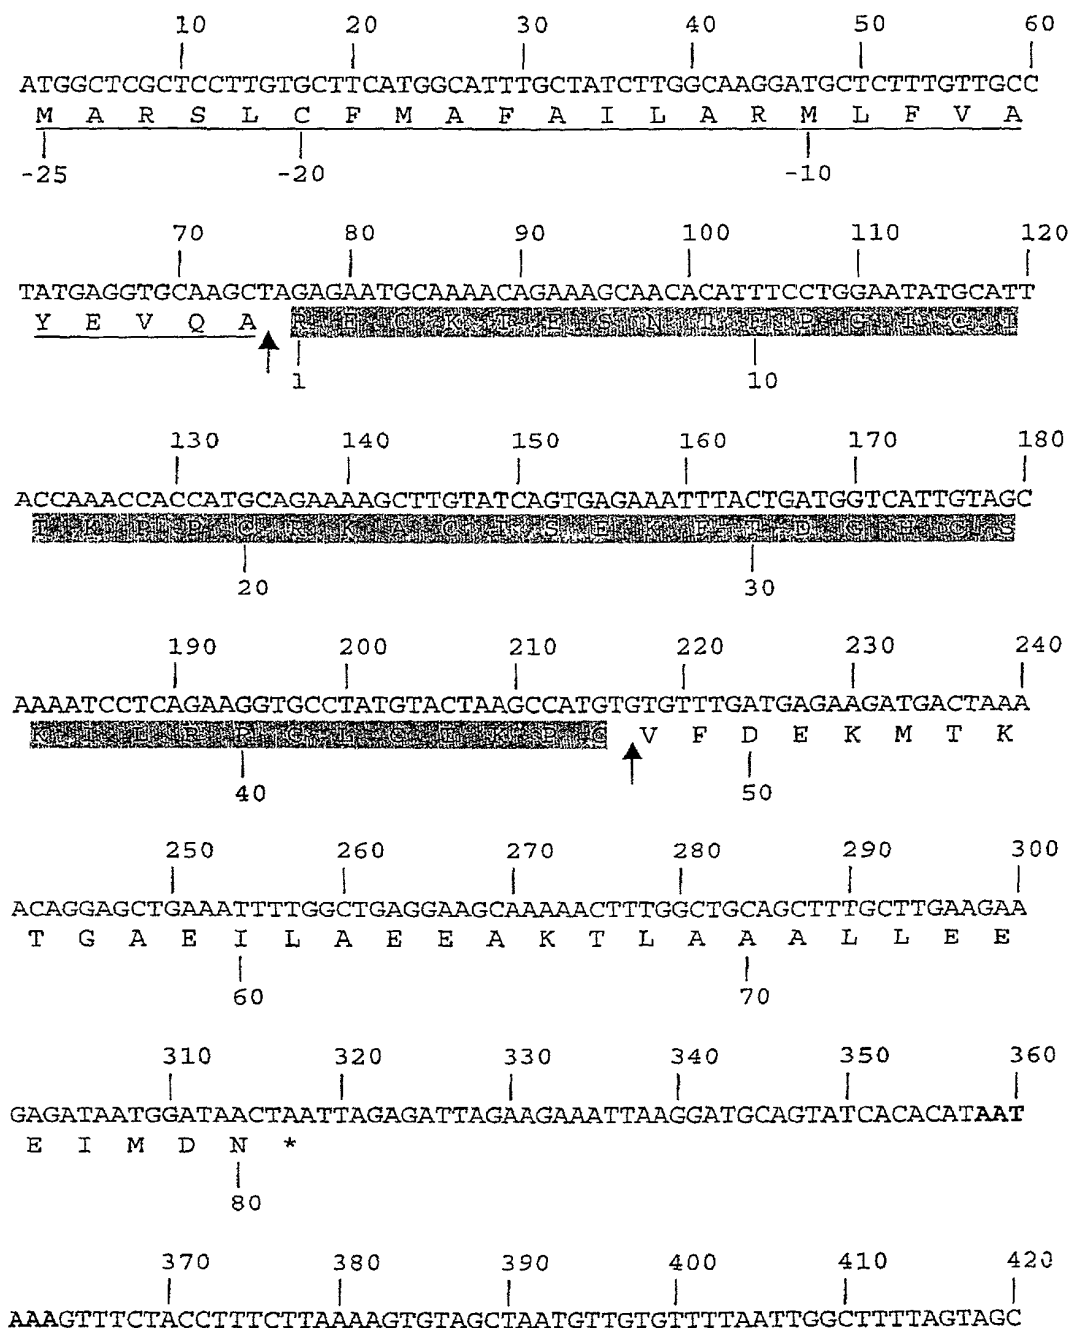 10 20 30 40 50 60
ATGGCTCGCTCCTTGTGCTTCATGGCATTTGCTATCTTGGCAAGGATGCTCTTTGTTGCC
M A R S L C F M A F A I L A R M L F V A
-25 -20 -10
70 80 90 100 110 120
TATGAGGTGCAAGCTAGAGAATGCAAAACAGAAAGCAACACATTTCCTGGAATATGCATT
Y E V Q A R E C K T E S N T F P G I C I
1 10
130 140 150 160 170 180
ACCAAACCACCATGCAGAAAAGCTTGTATCAGTGAGAAATTTACTGATGGTCATTGTAGC
T K P P C R K A C I S E K F T D G H C S
20 30
190 200 210 220 230 240
AAAATCCTCAGAAGGTGCCTATGTACTAAGCCATGTGTGTTTGATGAGAAGATGACTAAA
K I L R R C L C T K P C V F D E K M T K
40 50
250 260 270 280 290 300
ACAGGAGCTGAAATTTTGGCTGAGGAAGCAAAAACTTTGGCTGCAGCTTTGCTTGAAGAA
T G A E I L A E E A K T L A A A L L E E
60 70
310 320 330 340 350 360
GAGATAATGGATAACTAATTAGAGATTAGAAGAAATTAAGGATGCAGTATCACACATAAT
E I M D N *
80
370 380 390 400 410 420
AAAGTTTCTACCTTTCTTAAAAGTGTAGCTAATGTTGTGTTTTAATTGGCTTTTAGTAGC